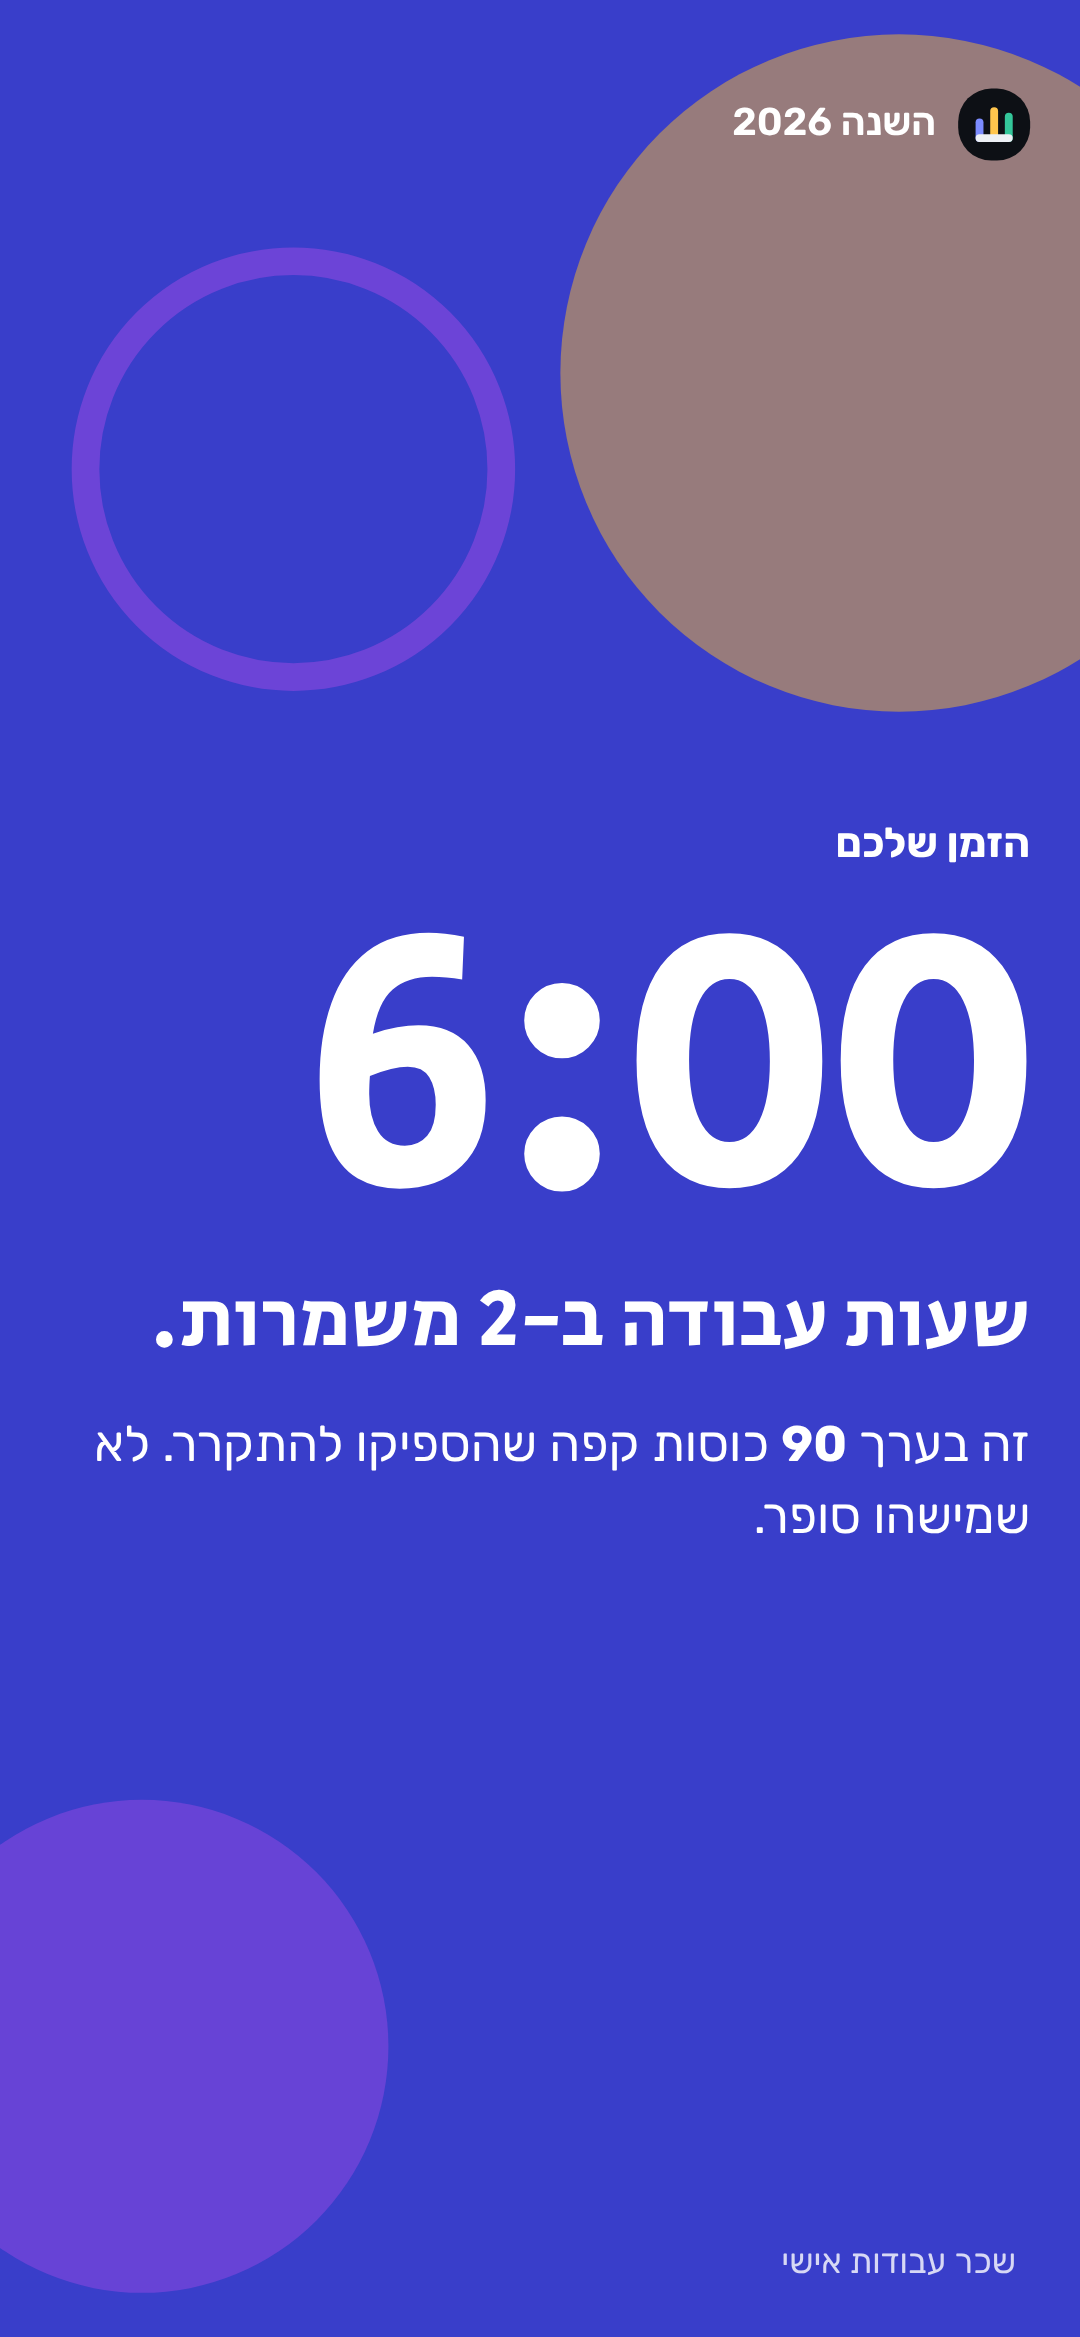 השנה 2026
הזמן שלכם
6:00
שעות עבודה ב-2 משמרות.
זה בערך 90 כוסות קפה שהספיקו להתקרר. לא
שמישהו סופר.
שכר עבודות אישי